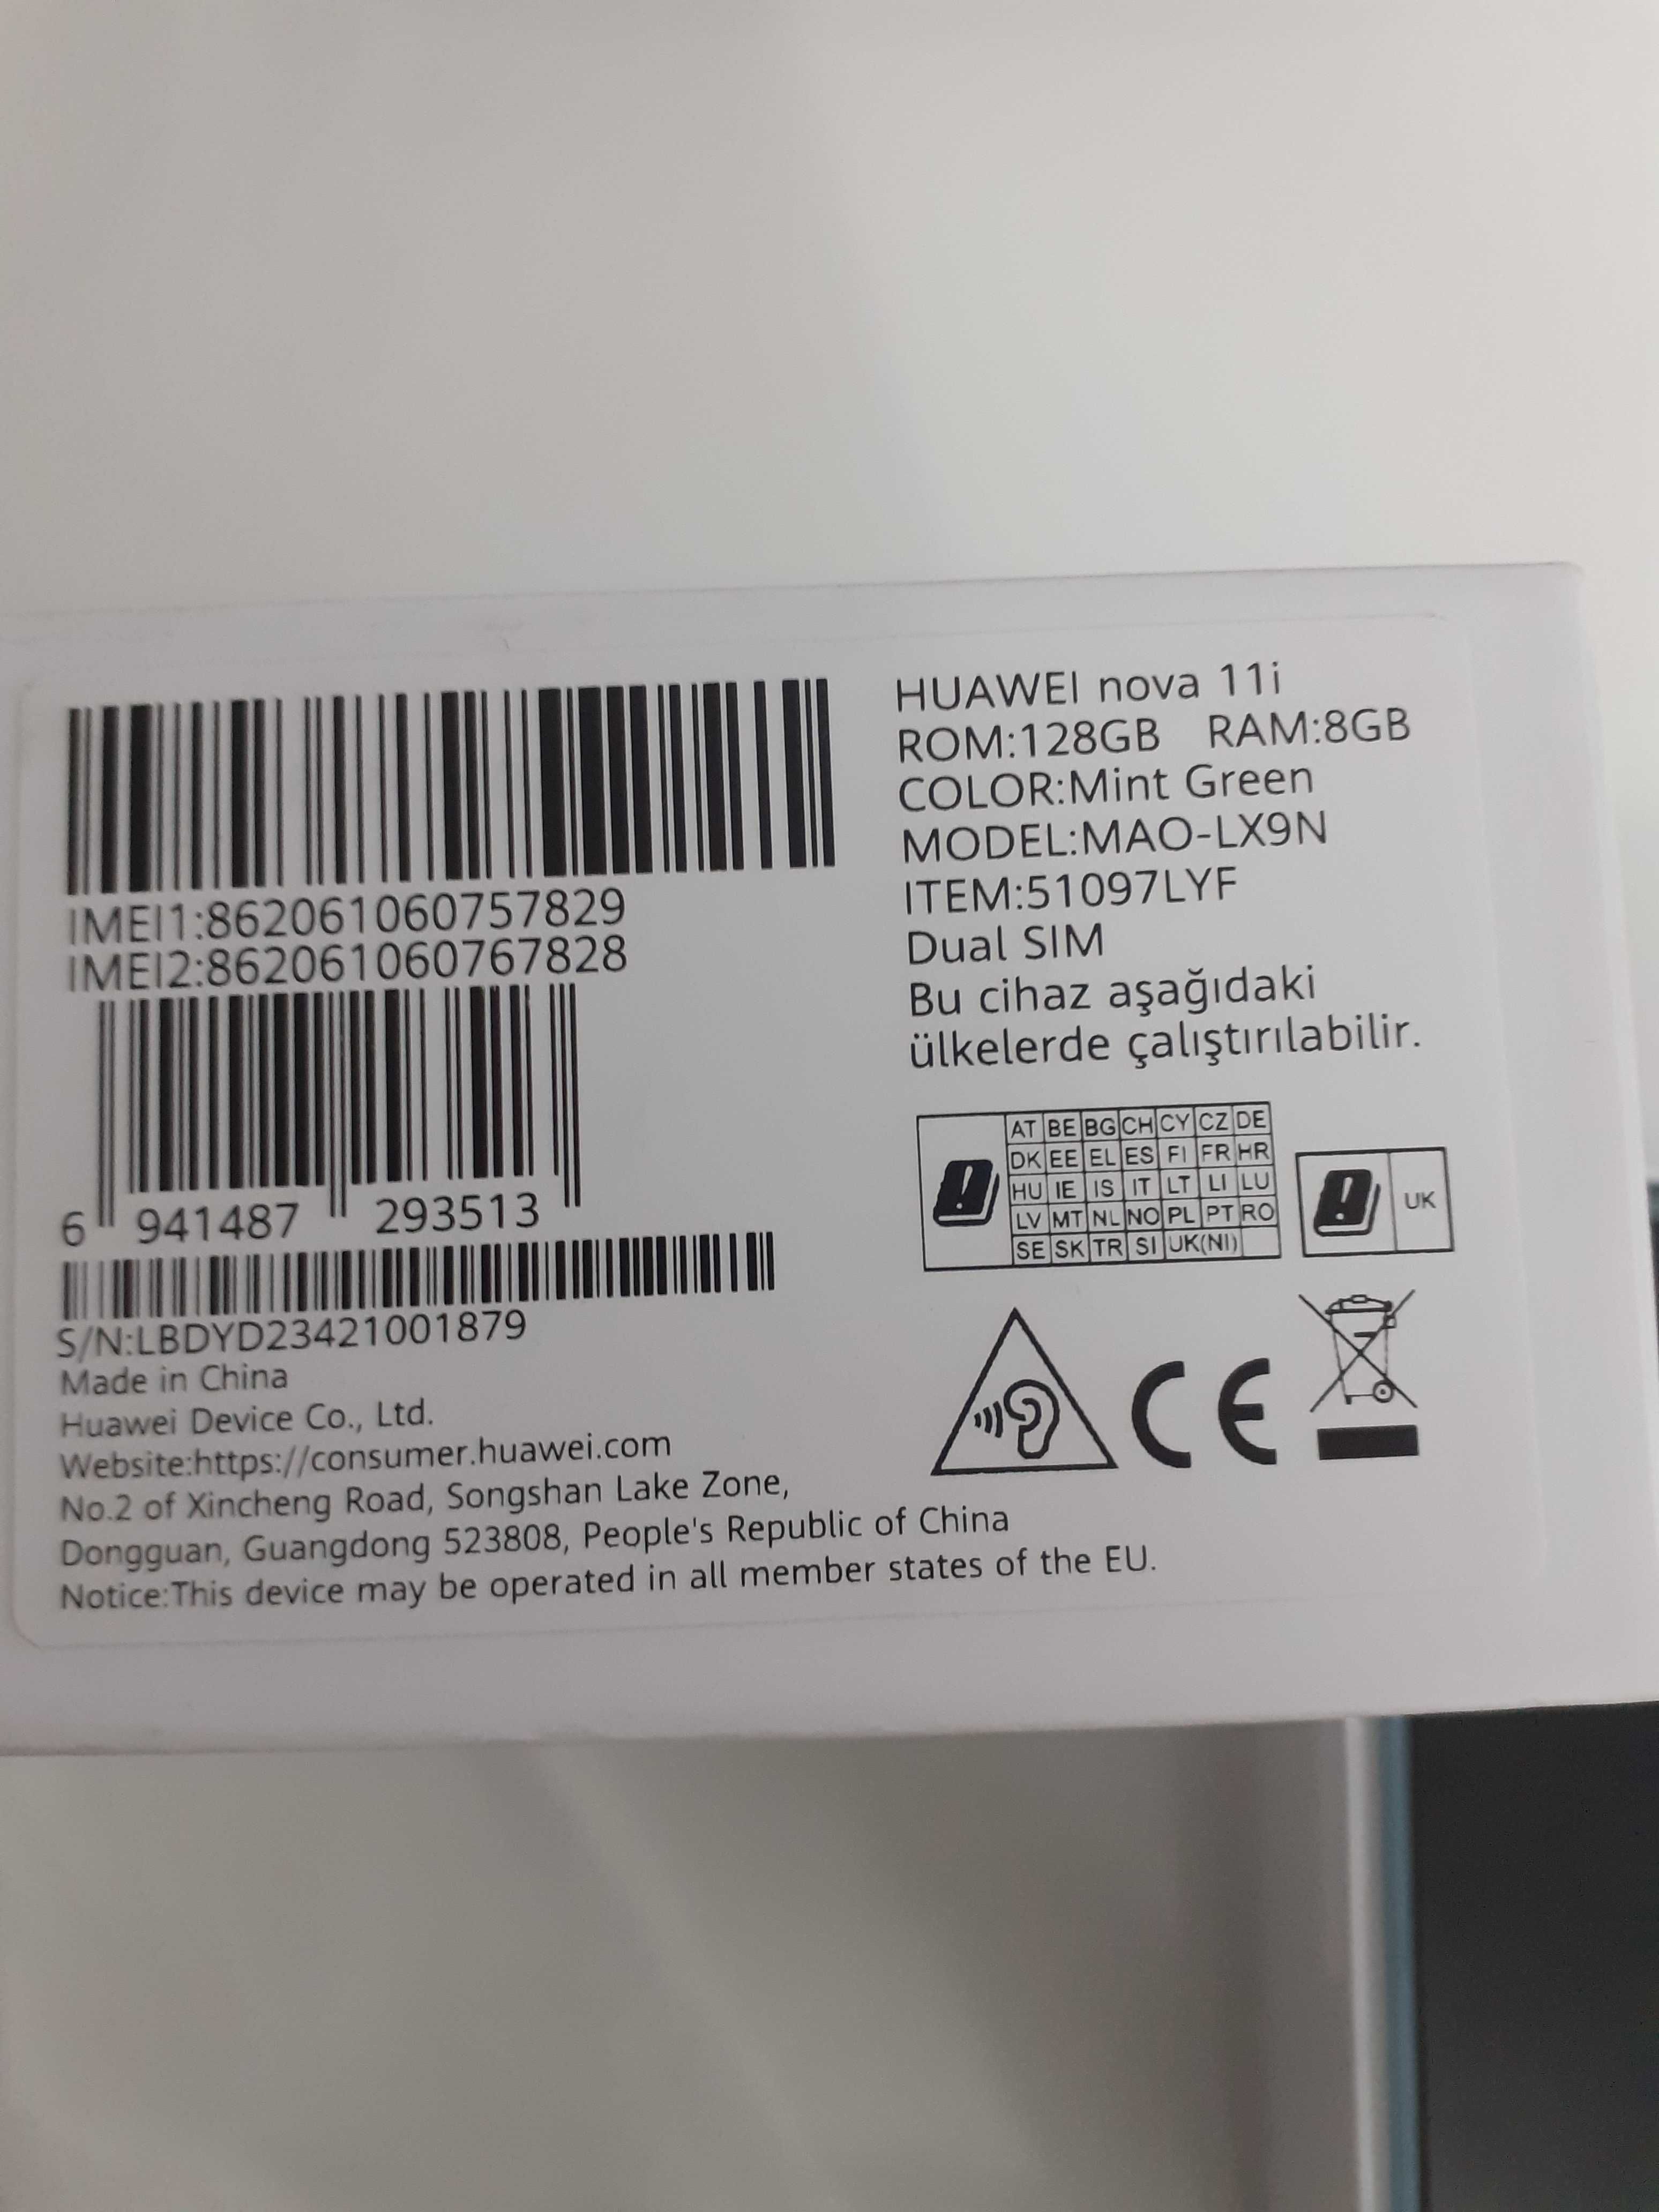 IMEI1:862061060757829
IMEI2:862061060767828
6 941487 293513
S/N:LBDYD23421001879
Made in China
Huawei Device Co., Ltd.
Website:https://consumer.huawei.com
No.2 of Xincheng Road, Songshan Lake Zone,
Dongguan, Guangdong 523808, People's Republic of China
Notice:This device may be operated in all member states of the EU.
HUAWEI nova 11i
ROM:128GB RAM:8GB
COLOR:Mint Green
MODEL:MAO-LX9N
ITEM:51097LYF
Dual SIM
Bu cihaz aşağıdaki
ülkelerde çalıştırılabilir.
AT BE BG CH CY CZ DE
DK EE EL ES FI FR HR
HU IE IS IT LT LI LU
LV MT NL NO PL PT RO
SE SK TR SI UK(NI)
UK
CE